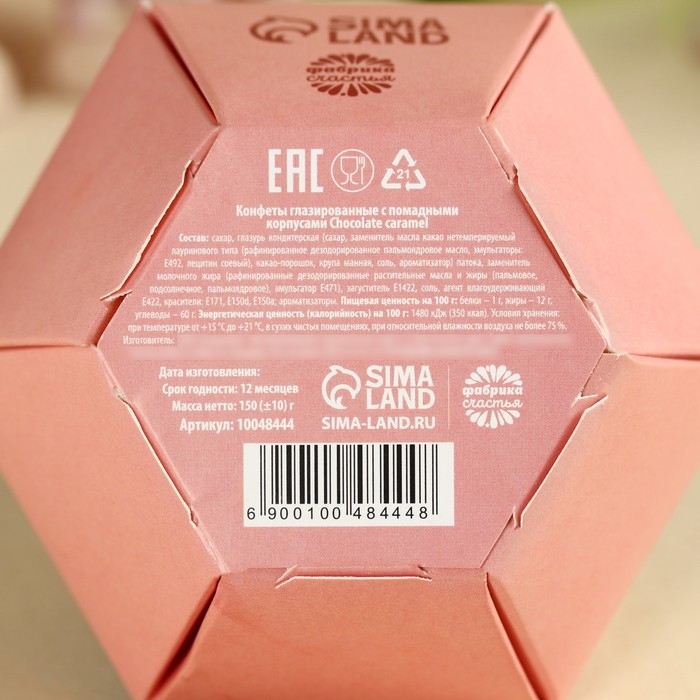 SIMA
LAND
фабрика
счастья
EAC
21
Конфеты глазированные с помадными
корпусами Chocolate caramel
Состав: сахар, глазурь кондитерская (сахар, заменитель масла какао нетемперируемый
лауринового типа (рафинированное дезодорированное пальмоядровое масло, эмульгаторы:
Е492, лецитин соевый), какао-порошок, крупа манная, соль, ароматизатор) патока, заменитель
молочного жира (рафинированные дезодорированные растительные масла и жиры (пальмовое,
подсолнечное, пальмоядровое), эмульгатор Е471), загуститель Е1422, соль, агент влагоудерживающий
Е422, красители: Е171, Е150d, Е150а; ароматизаторы. Пищевая ценность на 100 г: белки – 1 г, жиры – 12 г,
углеводы – 60 г. Энергетическая ценность (калорийность) на 100 г: 1480 кДж (350 ккал). Условия хранения:
при температуре от +15 °С до +21 °С, в сухих чистых помещениях, при относительной влажности воздуха не более 75 %.
Изготовитель:
Дата изготовления:
Срок годности: 12 месяцев
Масса нетто: 150 (±10) г
Артикул: 10048444
SIMA
LAND
SIMA-LAND.RU
фабрика
счастья
6 900100 484448